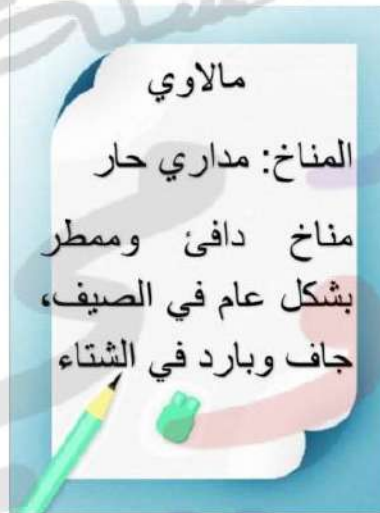 مالاوي
المناخ: مداري حار
مناخ دافئ وممطر
بشكل عام في الصيف،
جاف وبارد في الشتاء